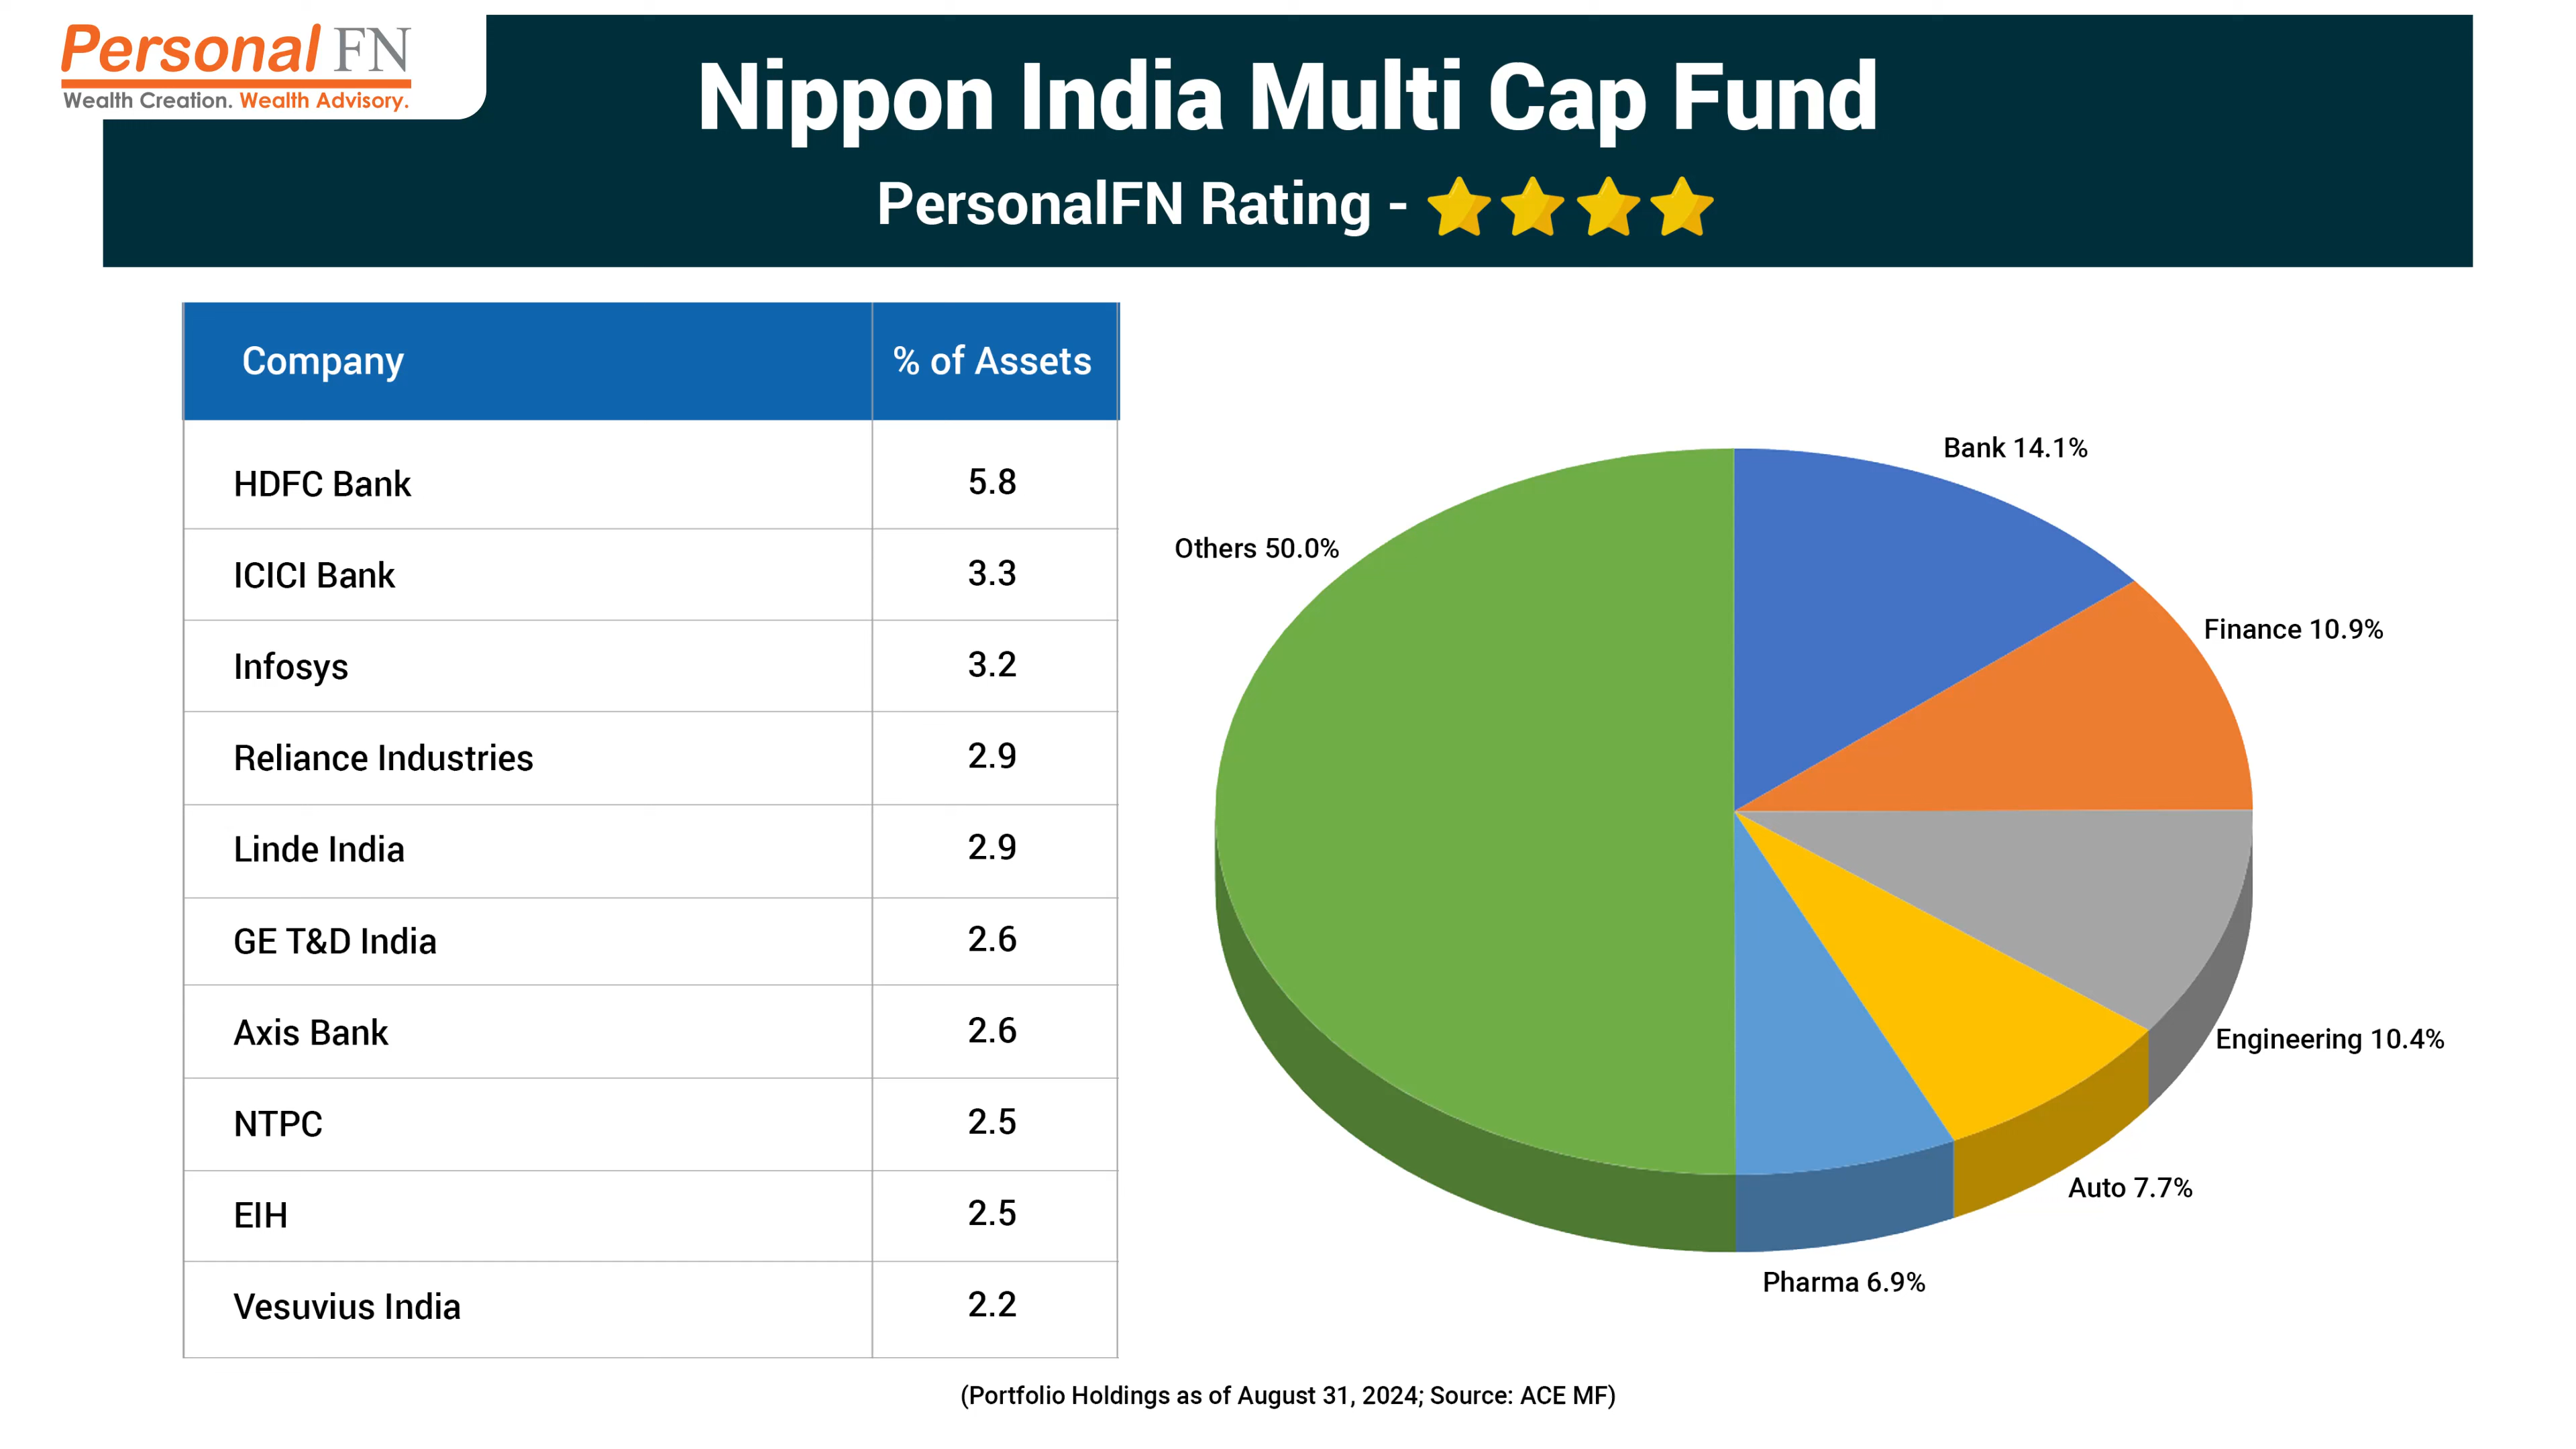 Personal FN
Wealth Creation. Wealth Advisory.
Nippon India Multi Cap Fund
PersonalFN Rating -
Company % of Assets
HDFC Bank 5.8
ICICI Bank 3.3
Infosys 3.2
Reliance Industries 2.9
Linde India 2.9
GE T&D India 2.6
Axis Bank 2.6
NTPC 2.5
EIH 2.5
Vesuvius India 2.2
Bank 14.1%
Others 50.0%
Finance 10.9%
Engineering 10.4%
Auto 7.7%
Pharma 6.9%
(Portfolio Holdings as of August 31, 2024; Source: ACE MF)